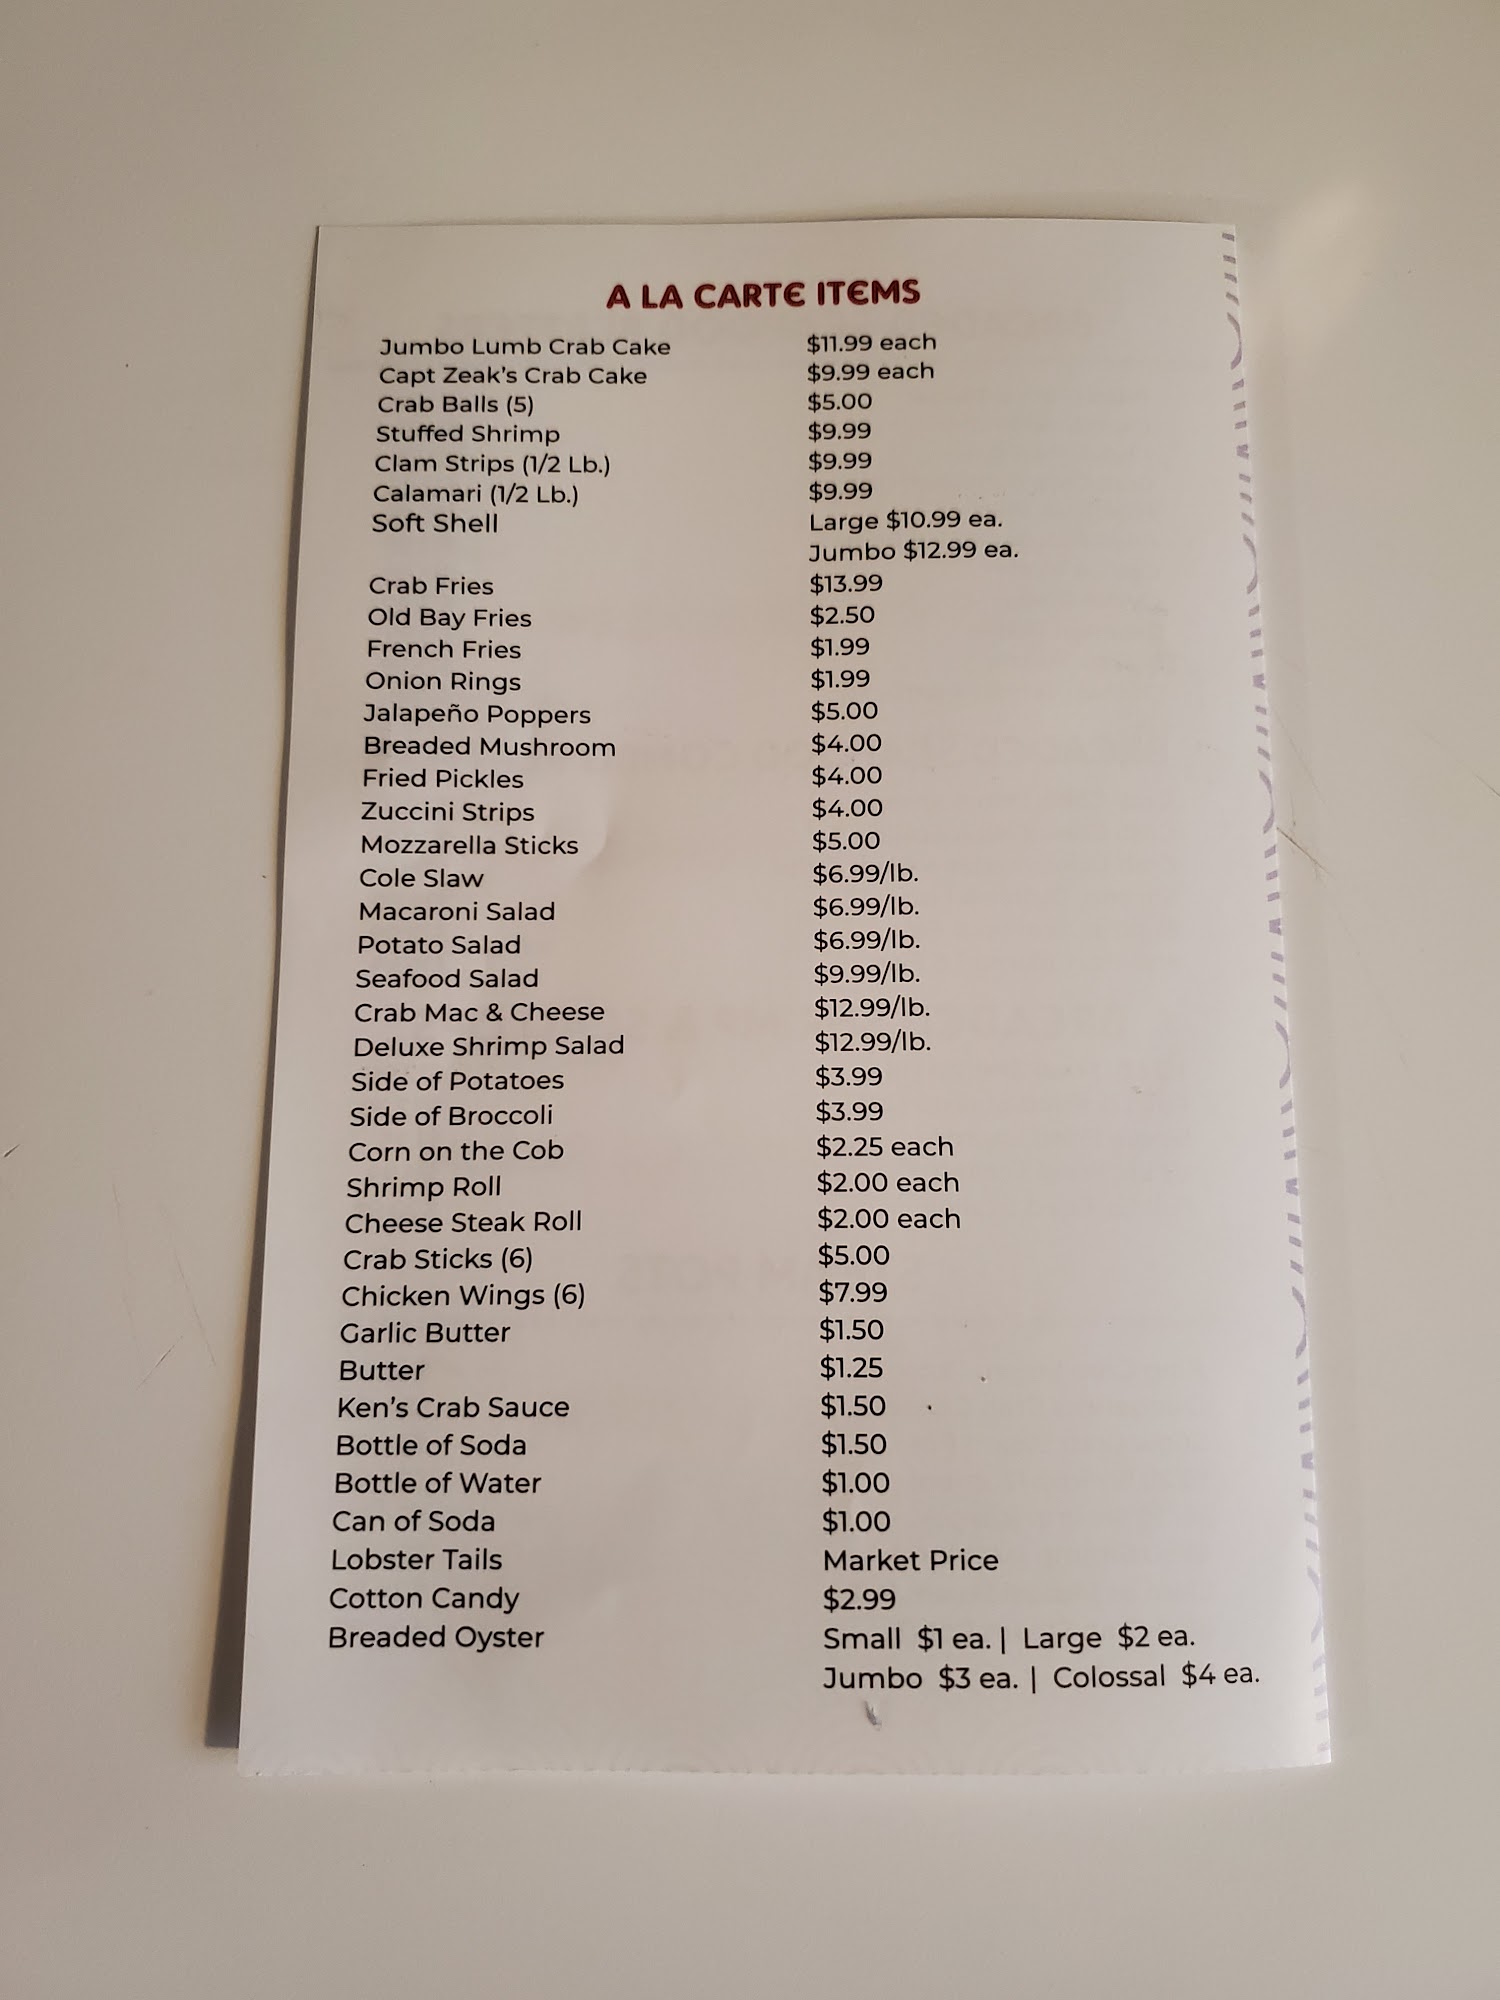 A LA CARTE ITEMS
Jumbo Lumb Crab Cake $11.99 each
Capt Zeak's Crab Cake $9.99 each
Crab Balls (5) $5.00
Stuffed Shrimp $9.99
Clam Strips (1/2 Lb.) $9.99
Calamari (1/2 Lb.) $9.99
Soft Shell Large $10.99 ea.
Jumbo $12.99 ea.
Crab Fries $13.99
Old Bay Fries $2.50
French Fries $1.99
Onion Rings $1.99
Jalapeño Poppers $5.00
Breaded Mushroom $4.00
Fried Pickles $4.00
Zuccini Strips $4.00
Mozzarella Sticks $5.00
Cole Slaw $6.99/lb.
Macaroni Salad $6.99/lb.
Potato Salad $6.99/lb.
Seafood Salad $9.99/lb.
Crab Mac & Cheese $12.99/lb.
Deluxe Shrimp Salad $12.99/lb.
Side of Potatoes $3.99
Side of Broccoli $3.99
Corn on the Cob $2.25 each
Shrimp Roll $2.00 each
Cheese Steak Roll $2.00 each
Crab Sticks (6) $5.00
Chicken Wings (6) $7.99
Garlic Butter $1.50
Butter $1.25
Ken's Crab Sauce $1.50
Bottle of Soda $1.50
Bottle of Water $1.00
Can of Soda $1.00
Lobster Tails Market Price
Cotton Candy $2.99
Breaded Oyster Small $1 ea. | Large $2 ea.
Jumbo $3 ea. | Colossal $4 ea.